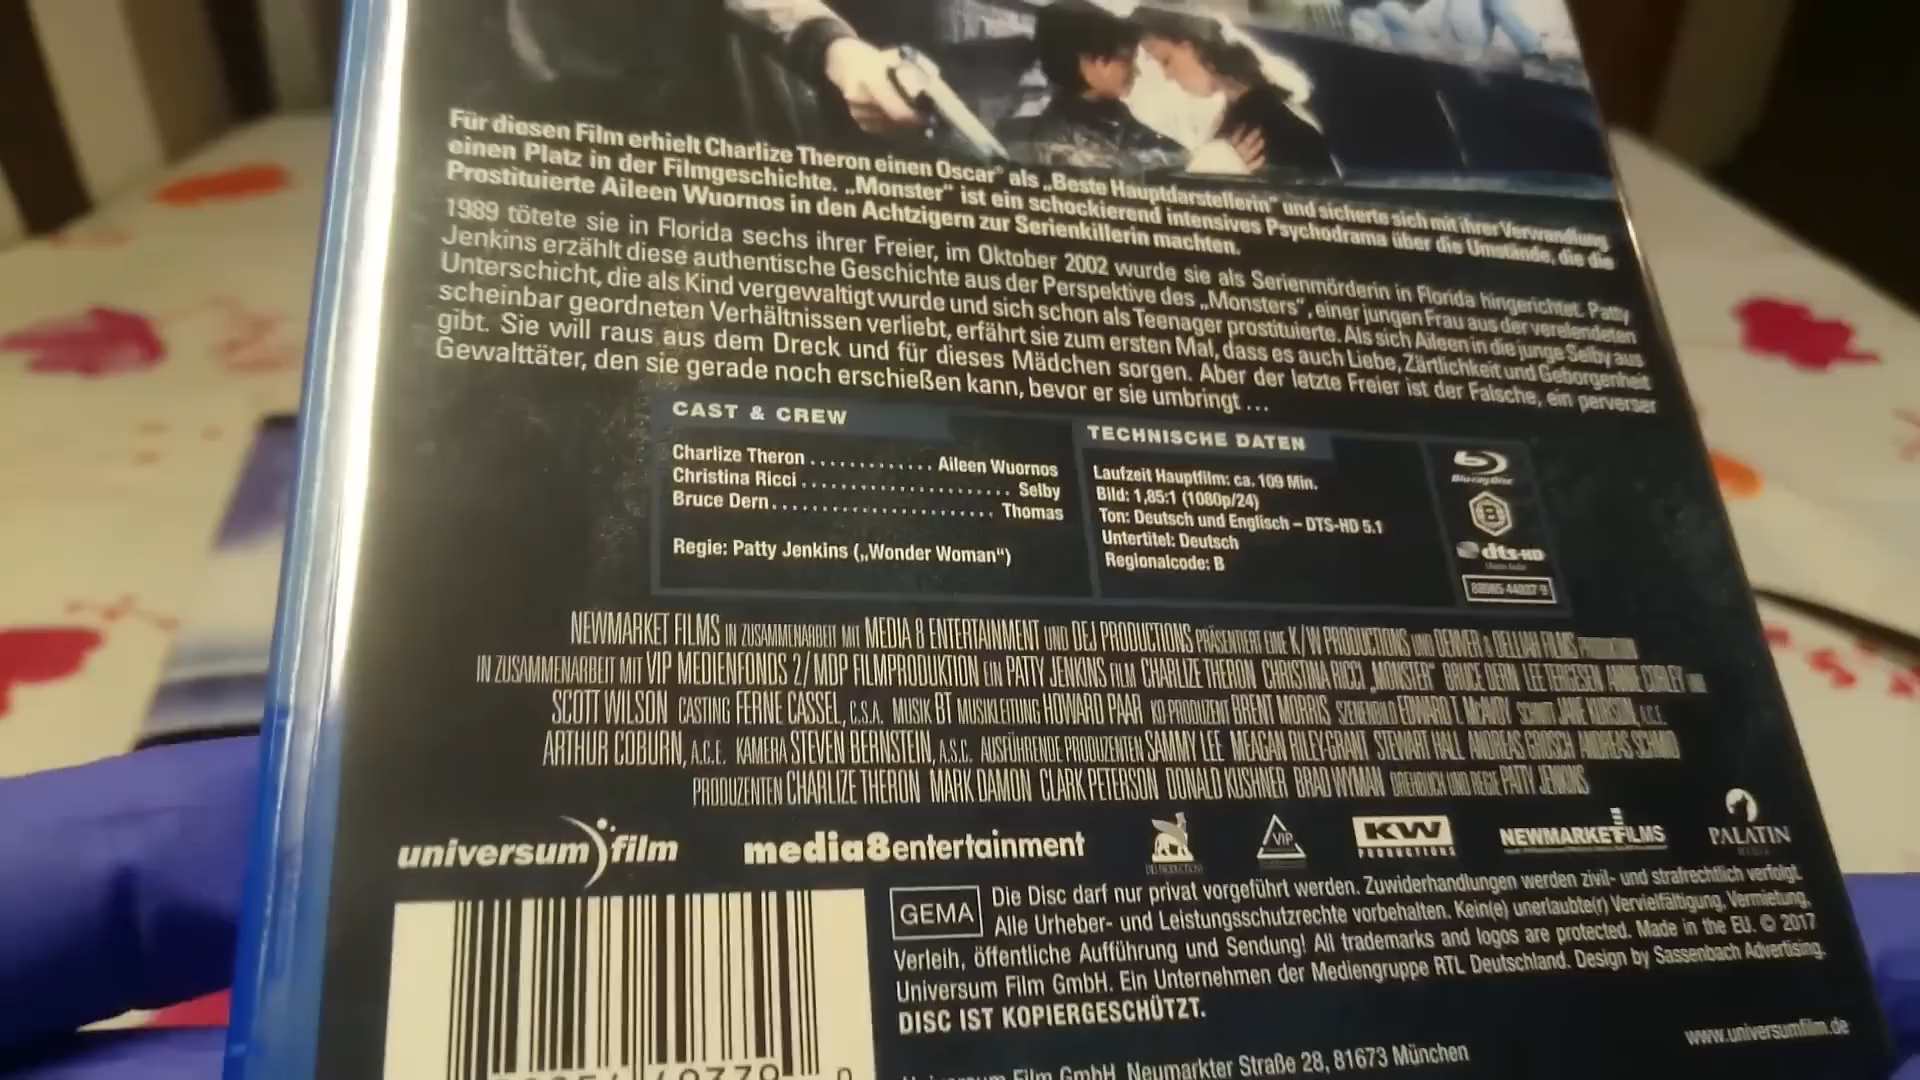 Für diesen Film erhielt Charlize Theron einen Oscar® als „Beste Hauptdarstellerin“ und sicherte sich mit ihrer Verwandlung
einen Platz in der Filmgeschichte. „Monster“ ist ein schockierend intensives Psychodrama über die Umstände, die die
Prostituierte Aileen Wuornos in den Achtzigern zur Serienkillerin machten.
1989 tötete sie in Florida sechs ihrer Freier, im Oktober 2002 wurde sie als Serienmörderin in Florida hingerichtet. Patty
Jenkins erzählt diese authentische Geschichte aus der Perspektive des „Monsters“, einer jungen Frau aus der verelendeten
Unterschicht, die als Kind vergewaltigt wurde und sich schon als Teenager prostituierte. Als sich Aileen in die junge Selby aus
scheinbar geordneten Verhältnissen verliebt, erfährt sie zum ersten Mal, dass es auch Liebe, Zärtlichkeit und Geborgenheit
gibt. Sie will raus aus dem Dreck und für dieses Mädchen sorgen. Aber der letzte Freier ist der Falsche, ein perverser
Gewalttäter, den sie gerade noch erschießen kann, bevor er sie umbringt ...
CAST & CREW
Charlize Theron ............. Aileen Wuornos
Christina Ricci ...................... Selby
Bruce Dern ........................ Thomas
Regie: Patty Jenkins („Wonder Woman“)
TECHNISCHE DATEN
Laufzeit Hauptfilm: ca. 109 Min.
Bild: 1,85:1 (1080p/24)
Ton: Deutsch und Englisch – DTS-HD 5.1
Untertitel: Deutsch
Regionalcode: B
Blu-ray Disc
B
dts-HD
NEWMARKET FILMS IN ZUSAMMENARBEIT MIT MEDIA 8 ENTERTAINMENT UND DEJ PRODUCTIONS PRÄSENTIERT EINE K/W PRODUCTIONS UND DENVER & DELILAH FILMS PRODUKTION
IN ZUSAMMENARBEIT MIT VIP MEDIENFONDS 2/MDP FILMPRODUKTION EIN PATTY JENKINS FILM CHARLIZE THERON CHRISTINA RICCI „MONSTER“ BRUCE DERN LEE TERGESEN ANNIE CORLEY UND
SCOTT WILSON CASTING FERNE CASSEL, C.S.A. MUSIK BT MUSIKLEITUNG HOWARD PAAR KO PRODUZENT BRENT MORRIS SZENENBILD EDWARD T. McAVOY SCHNITT JANE KURSON, A.C.E.
ARTHUR COBURN, A.C.E. KAMERA STEVEN BERNSTEIN, A.S.C. AUSFÜHRENDE PRODUZENTEN SAMMY LEE MEAGAN RILEY-GRANT STEWART HALL ANDREAS GROSCH ANDREAS SCHMID
PRODUZENTEN CHARLIZE THERON MARK DAMON CLARK PETERSON DONALD KUSHNER BRAD WYMAN DREHBUCH UND REGIE PATTY JENKINS
universum film
media8entertainment
DEJ PRODUCTIONS
VIP
KW
PRODUCTIONS
NEWMARKETFILMS
PALATIN
MEDIA
GEMA
Die Disc darf nur privat vorgeführt werden. Zuwiderhandlungen werden zivil- und strafrechtlich verfolgt.
Alle Urheber- und Leistungsschutzrechte vorbehalten. Kein(e) unerlaubte(r) Vervielfältigung, Vermietung,
Verleih, öffentliche Aufführung und Sendung! All trademarks and logos are protected. Made in the EU. © 2017
Universum Film GmbH. Ein Unternehmen der Mediengruppe RTL Deutschland. Design by Sassenbach Advertising.
DISC IST KOPIERGESCHÜTZT.
www.universumfilm.de
Universum Film GmbH, Neumarkter Straße 28, 81673 München